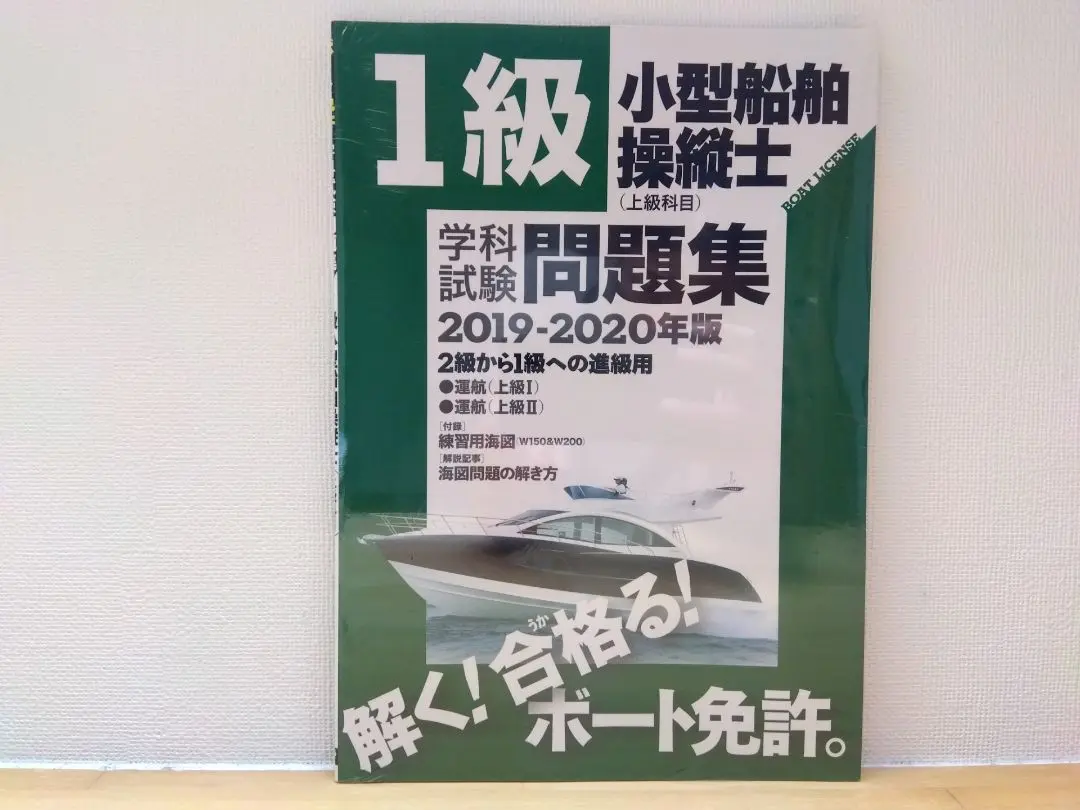 1級
小型船舶
操縦士
(上級科目)
BOAT LICENSE
学科
試験
問題集
2019-2020年版
2級から1級への進級用
●運航(上級Ⅰ)
●運航(上級Ⅱ)
[付録]
練習用海図(W150&W200)
[解説記事]
海図問題の解き方
解く!合格る!
うか
ボート免許。